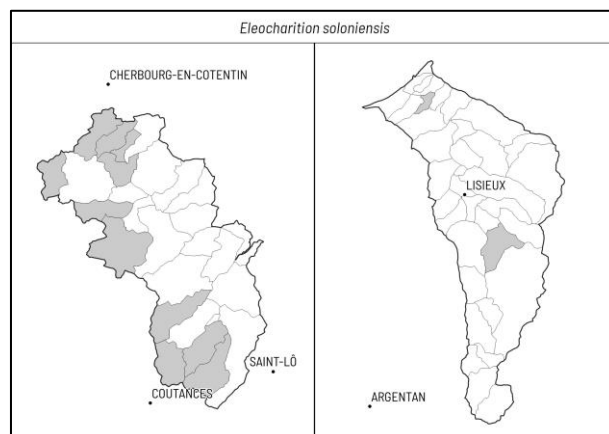 Eleocharition soloniensis
CHERBOURG-EN-COTENTIN
SAINT-LÔ
COUTANCES
LISIEUX
ARGENTAN